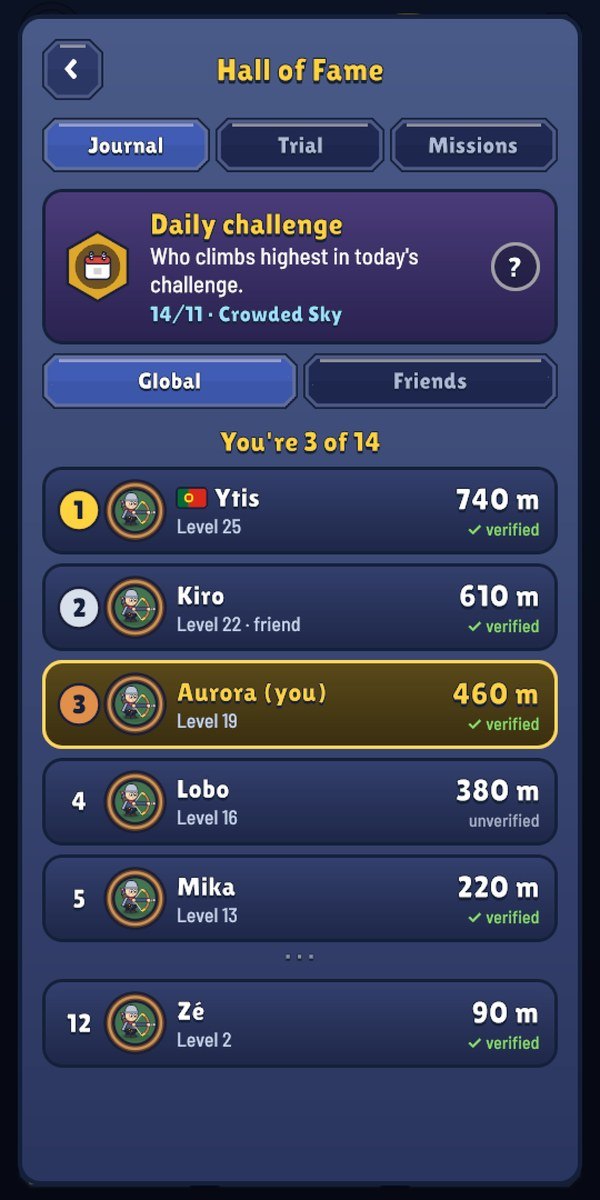 Hall of Fame
Journal
Trial
Missions
Daily challenge
Who climbs highest in today's
challenge.
14/11 · Crowded Sky
?
Global
Friends
You're 3 of 14
1
Ytis
Level 25
740 m
✓ verified
2
Kiro
Level 22 · friend
610 m
✓ verified
3
Aurora (you)
Level 19
460 m
✓ verified
4
Lobo
Level 16
380 m
unverified
5
Mika
Level 13
220 m
✓ verified
...
12
Zé
Level 2
90 m
✓ verified